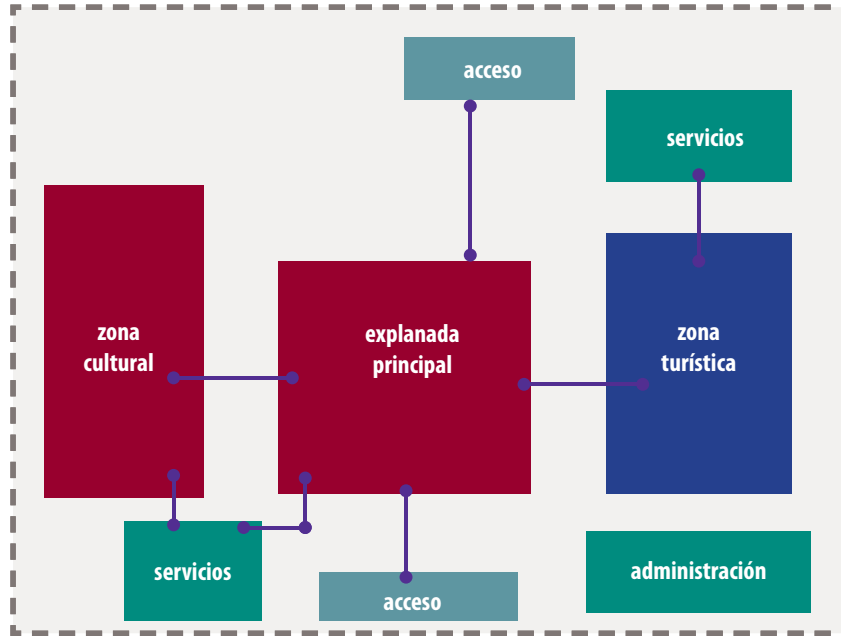 acceso
servicios
zona
cultural
explanada
principal
zona
turística
servicios
acceso
administración